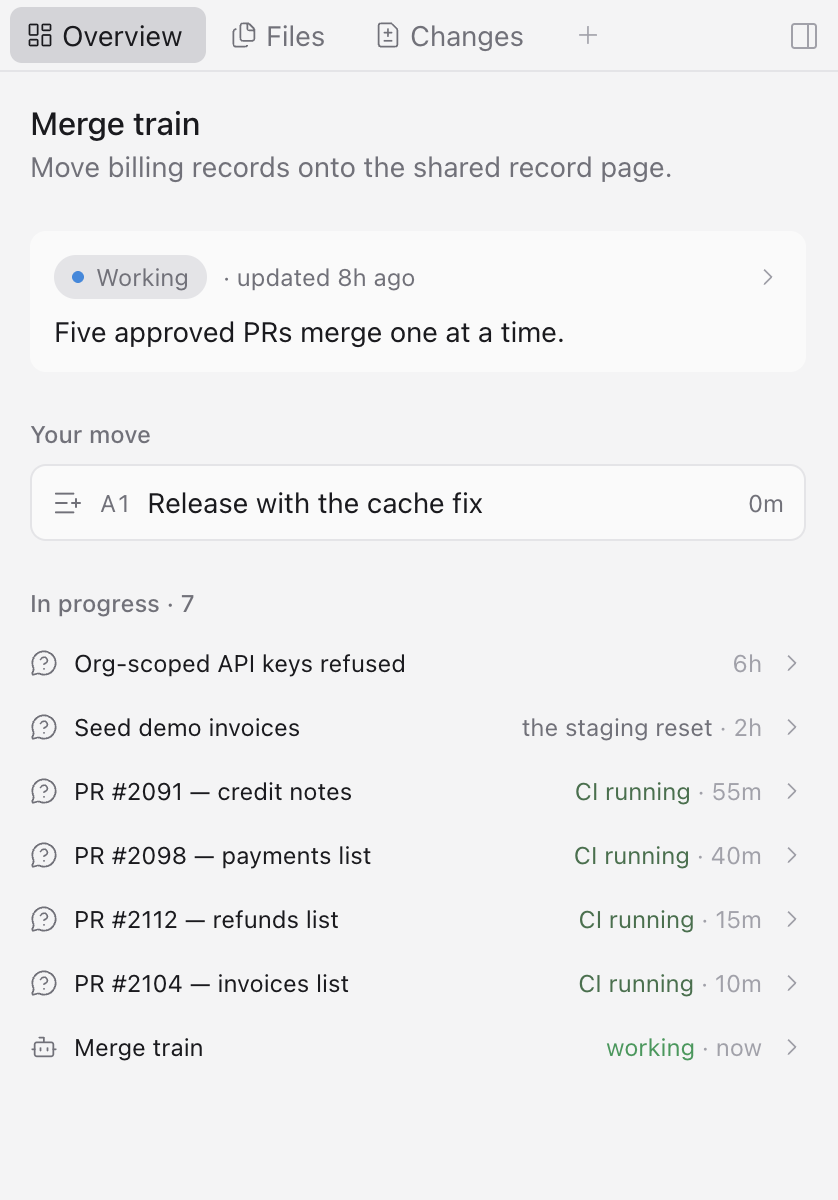 Overview Files Changes
Merge train
Move billing records onto the shared record page.
Working · updated 8h ago
Five approved PRs merge one at a time.
Your move
A1 Release with the cache fix 0m
In progress · 7
Org-scoped API keys refused 6h
Seed demo invoices the staging reset · 2h
PR #2091 — credit notes CI running · 55m
PR #2098 — payments list CI running · 40m
PR #2112 — refunds list CI running · 15m
PR #2104 — invoices list CI running · 10m
Merge train working · now